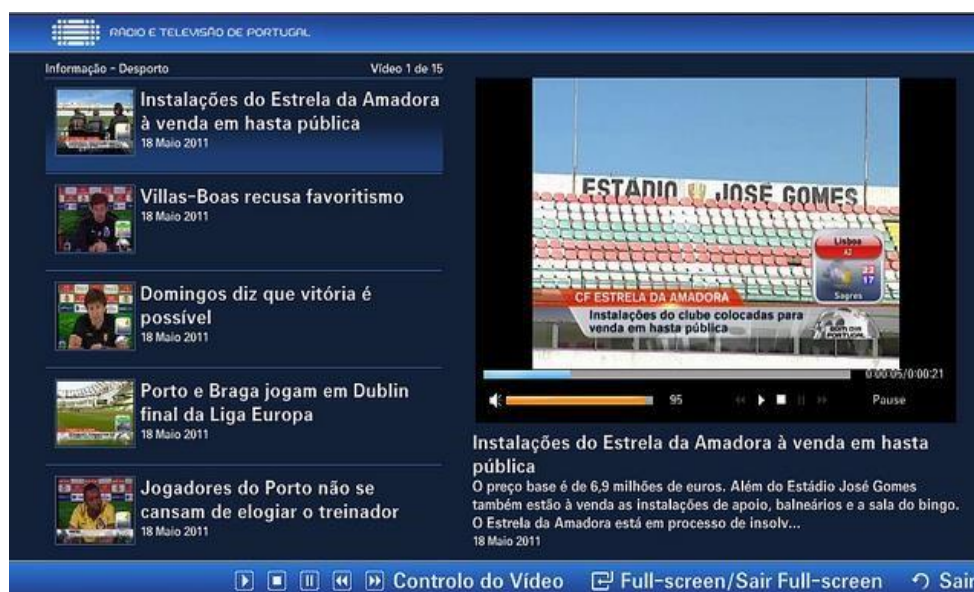 RÁDIO E TELEVISÃO DE PORTUGAL
Informação - Desporto
Vídeo 1 de 15
Instalações do Estrela da Amadora
à venda em hasta pública
18 Maio 2011
Villas-Boas recusa favoritismo
18 Maio 2011
Domingos diz que vitória é
possível
18 Maio 2011
Porto e Braga jogam em Dublin
final da Liga Europa
18 Maio 2011
Jogadores do Porto não se
cansam de elogiar o treinador
18 Maio 2011
ESTÁDIO JOSÉ GOMES
Lisboa
A2
23
17
Sagres
CF ESTRELA DA AMADORA
Instalações do clube colocadas para
venda em hasta pública
BOM DIA
PORTUGAL
0:00:05/0:00:21
95
Pause
Instalações do Estrela da Amadora à venda em hasta
pública
O preço base é de 6,9 milhões de euros. Além do Estádio José Gomes
também estão à venda as instalações de apoio, balneários e a sala do bingo.
O Estrela da Amadora está em processo de insolv...
18 Maio 2011
Controlo do Vídeo
Full-screen/Sair Full-screen
Sair